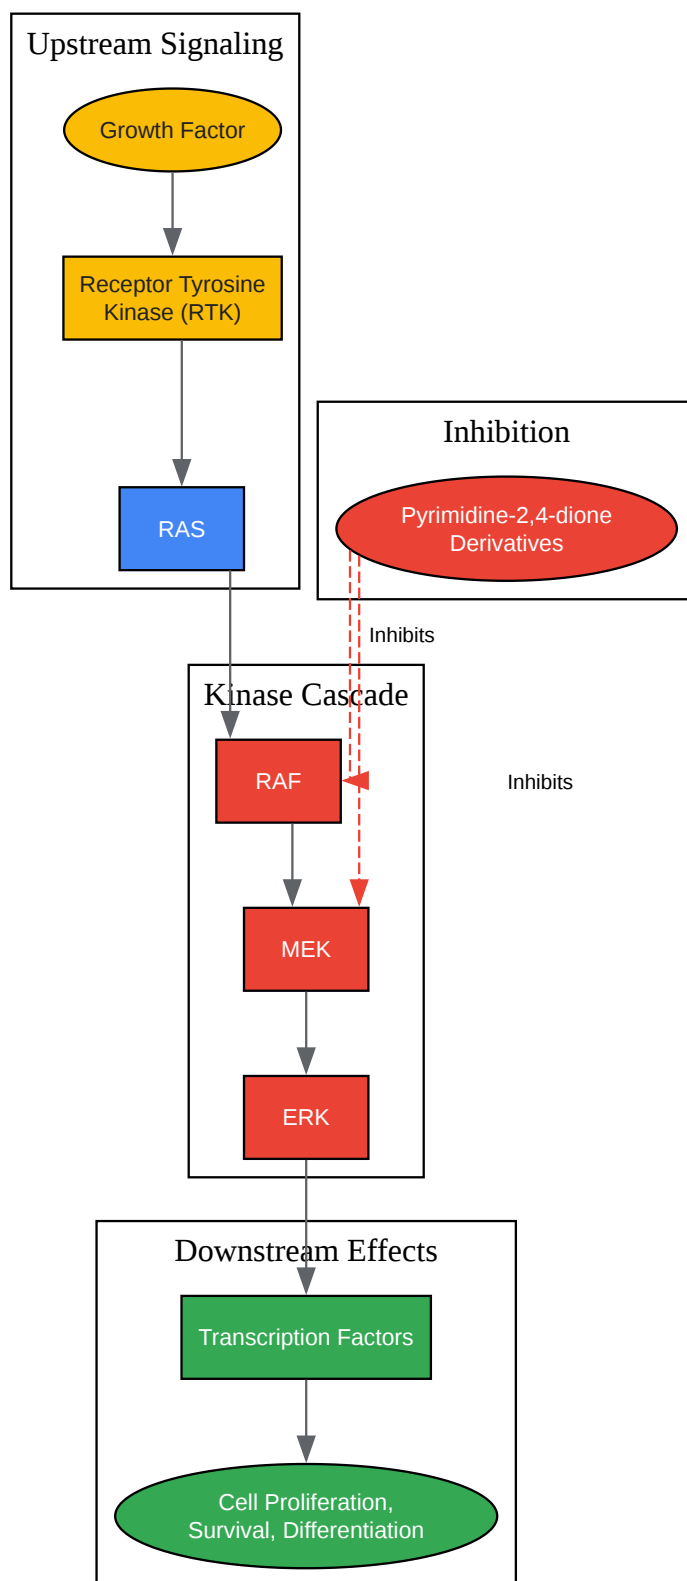 Upstream Signaling
Growth Factor
Receptor Tyrosine
Kinase (RTK)
RAS
Inhibition
Pyrimidine-2,4-dione
Derivatives
Inhibits
Kinase Cascade
RAF
Inhibits
MEK
ERK
Downstream Effects
Transcription Factors
Cell Proliferation,
Survival, Differentiation